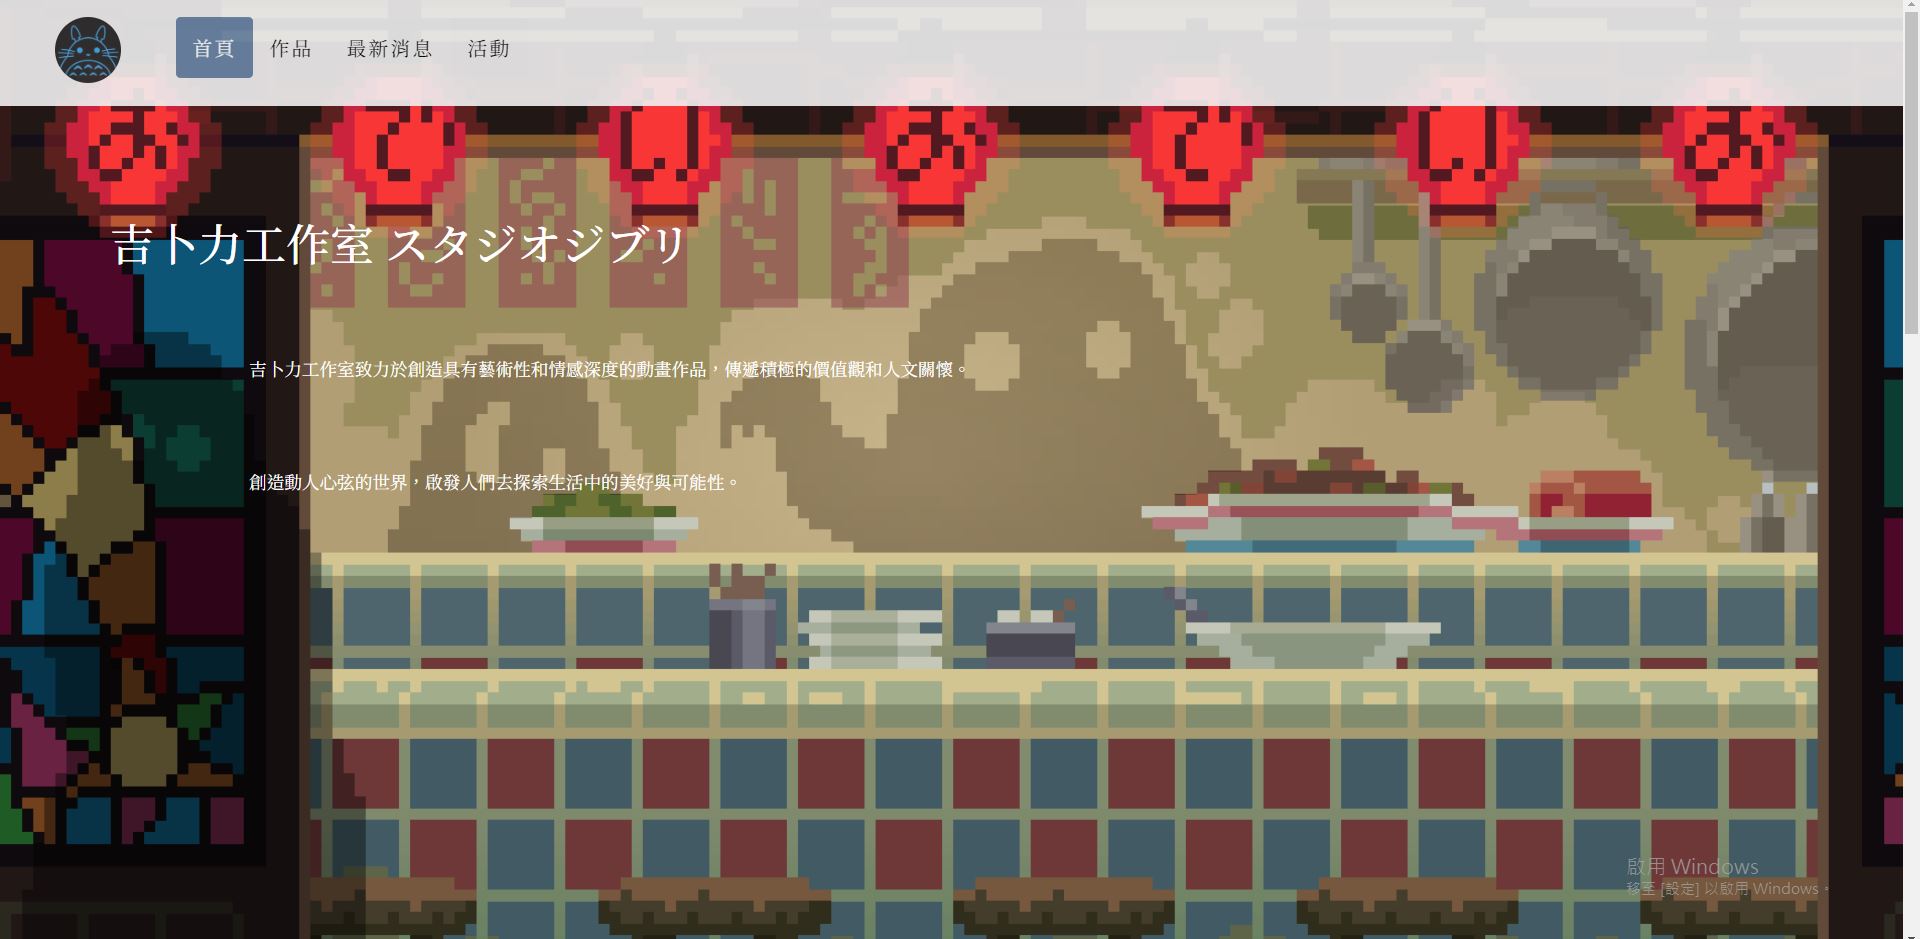 首頁 作品 最新消息 活動
吉卜力工作室 スタジオジブリ
吉卜力工作室致力於創造具有藝術性和情感深度的動畫作品，傳遞積極的價值觀和人文關懷。
創造動人心弦的世界，啟發人們去探索生活中的美好與可能性。
啟用 Windows
移至 [設定] 以啟用 Windows。